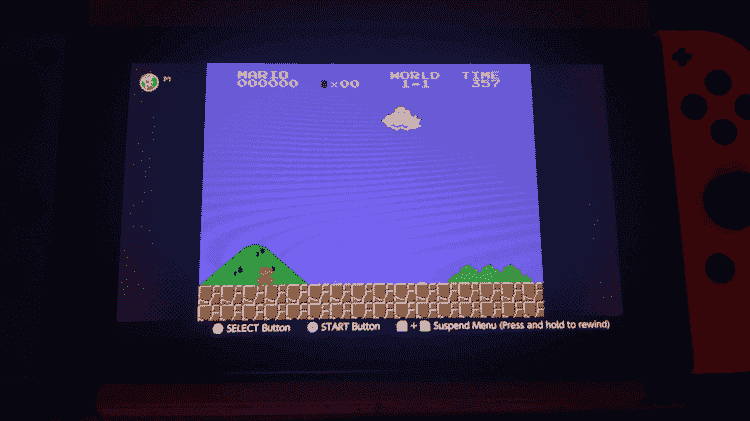 M
MARIO
WORLD
TIME
000000
×00
1-1
357
SELECT Button
START Button
+
Suspend Menu (Press and hold to rewind)